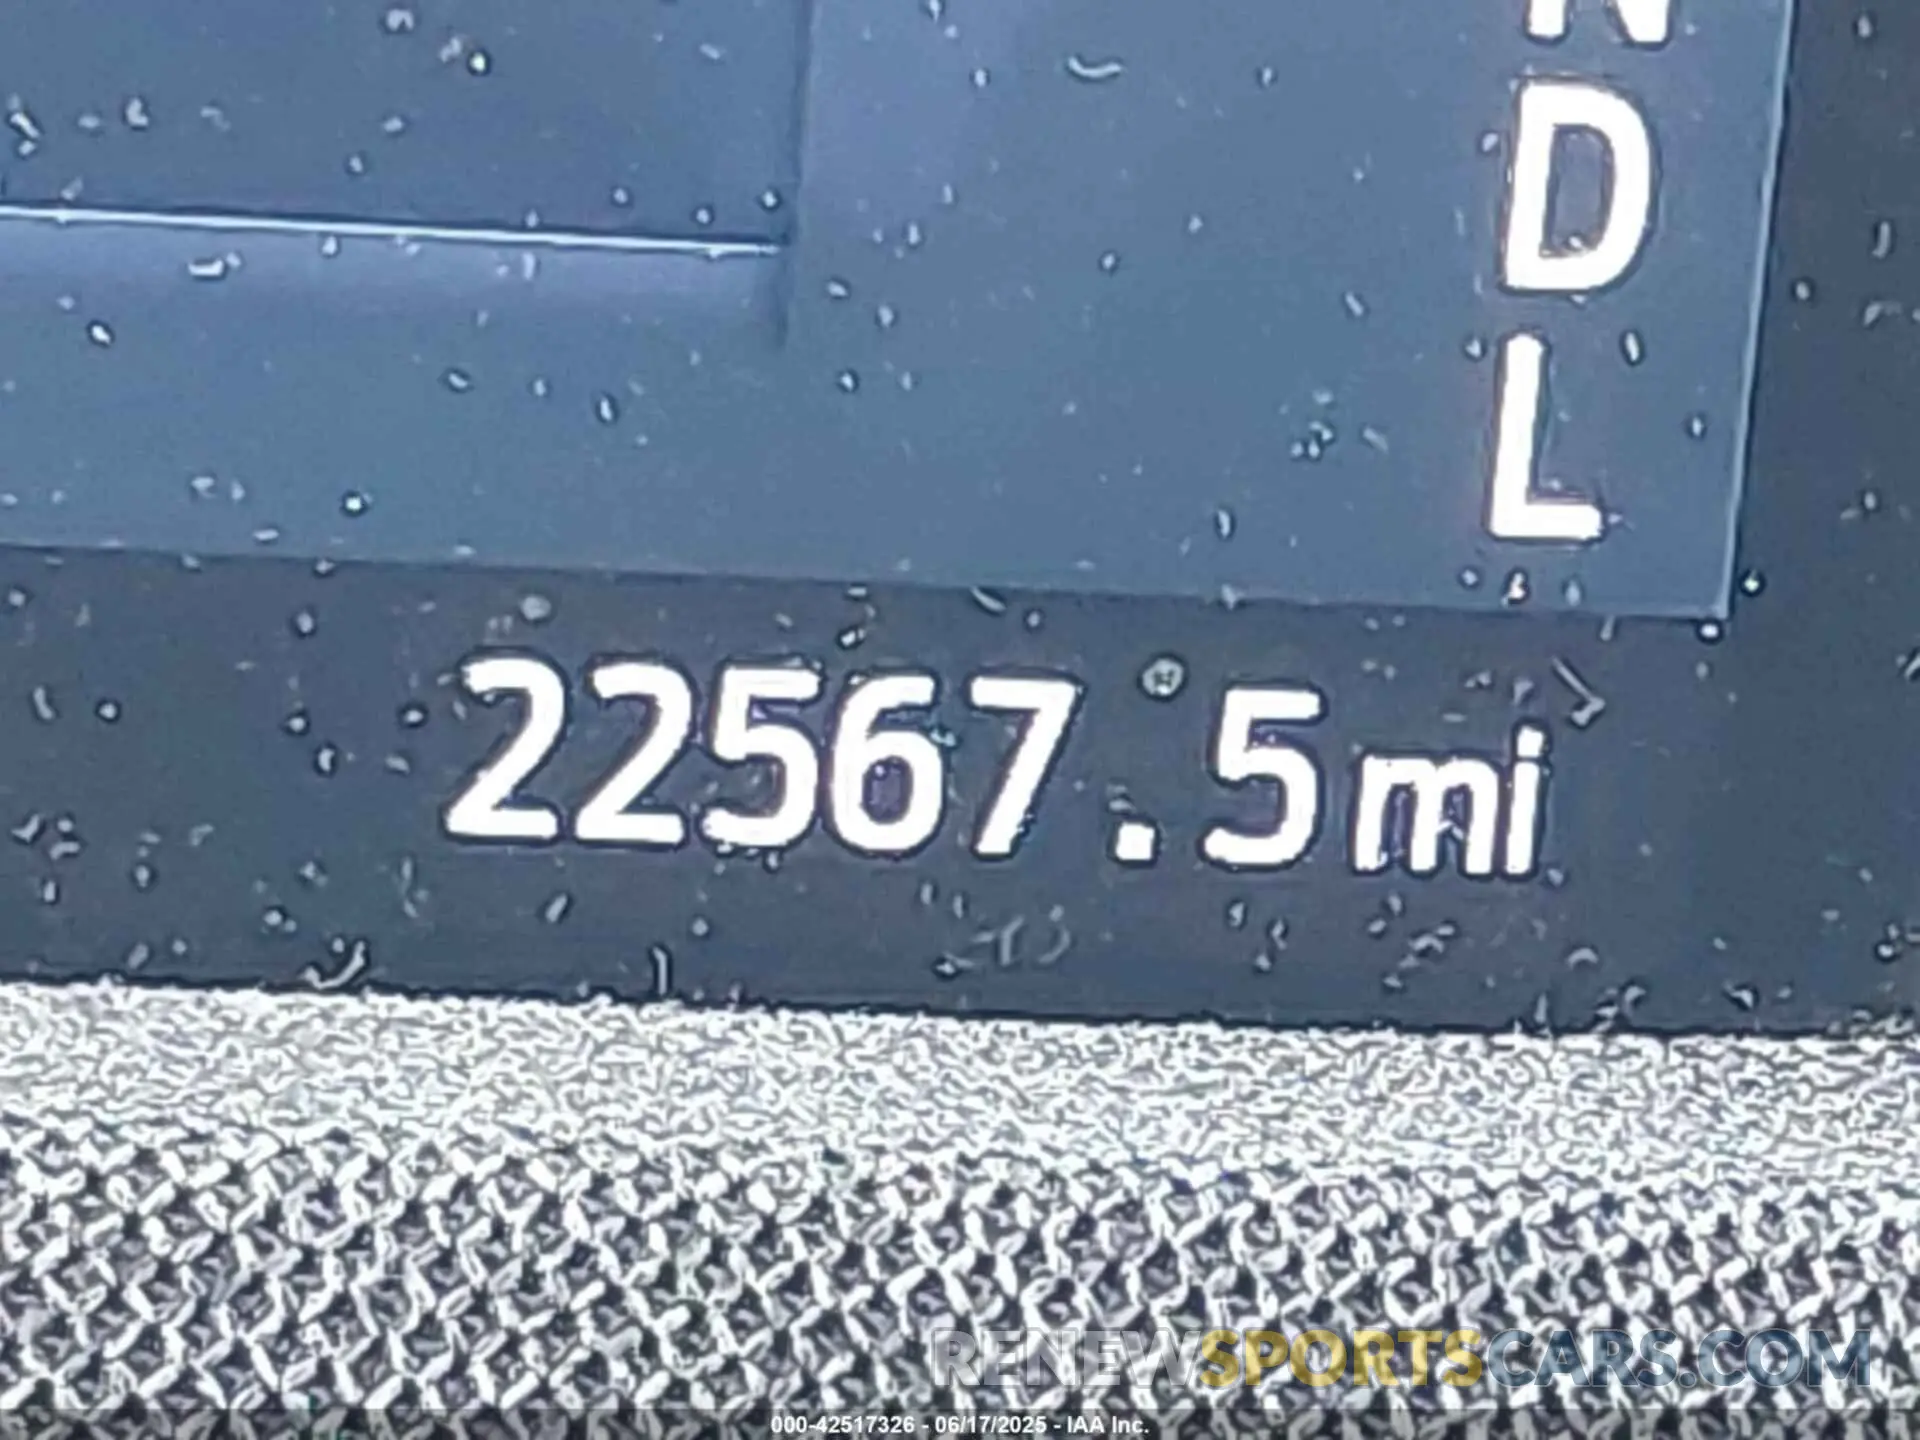 N
D
L
22567.5mi
RENEWSPORTSCARS.COM
000-42517326 - 06/17/2025 - IAA Inc.